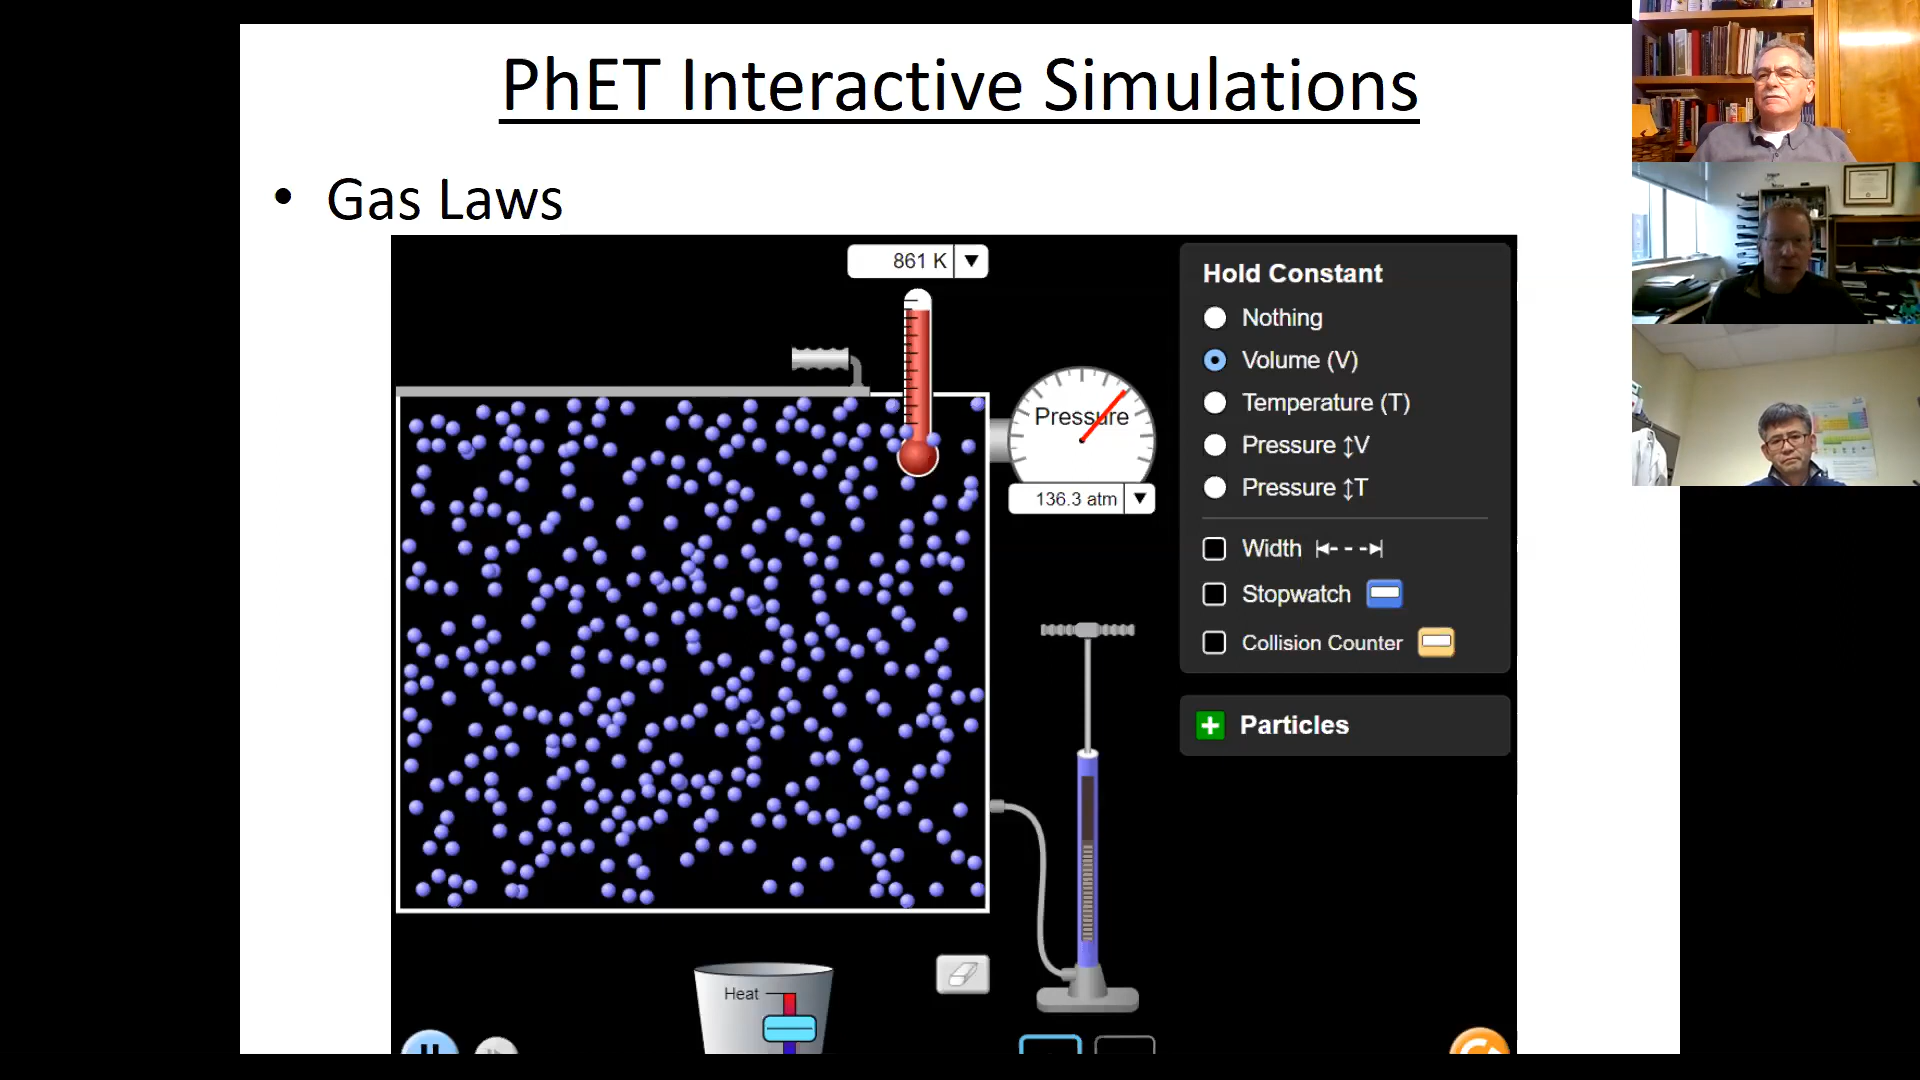 PhET Interactive Simulations
• Gas Laws
861 K
Pressure
136.3 atm
Hold Constant
Nothing
Volume (V)
Temperature (T)
Pressure ↕V
Pressure ↕T
Width
Stopwatch
Collision Counter
Particles
Heat